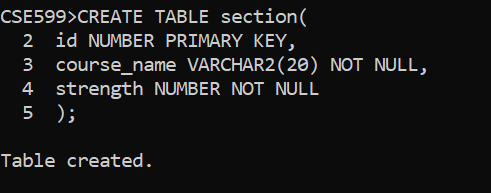 CSE599>CREATE TABLE section(
2 id NUMBER PRIMARY KEY,
3 course_name VARCHAR2(20) NOT NULL,
4 strength NUMBER NOT NULL
5 );
Table created.